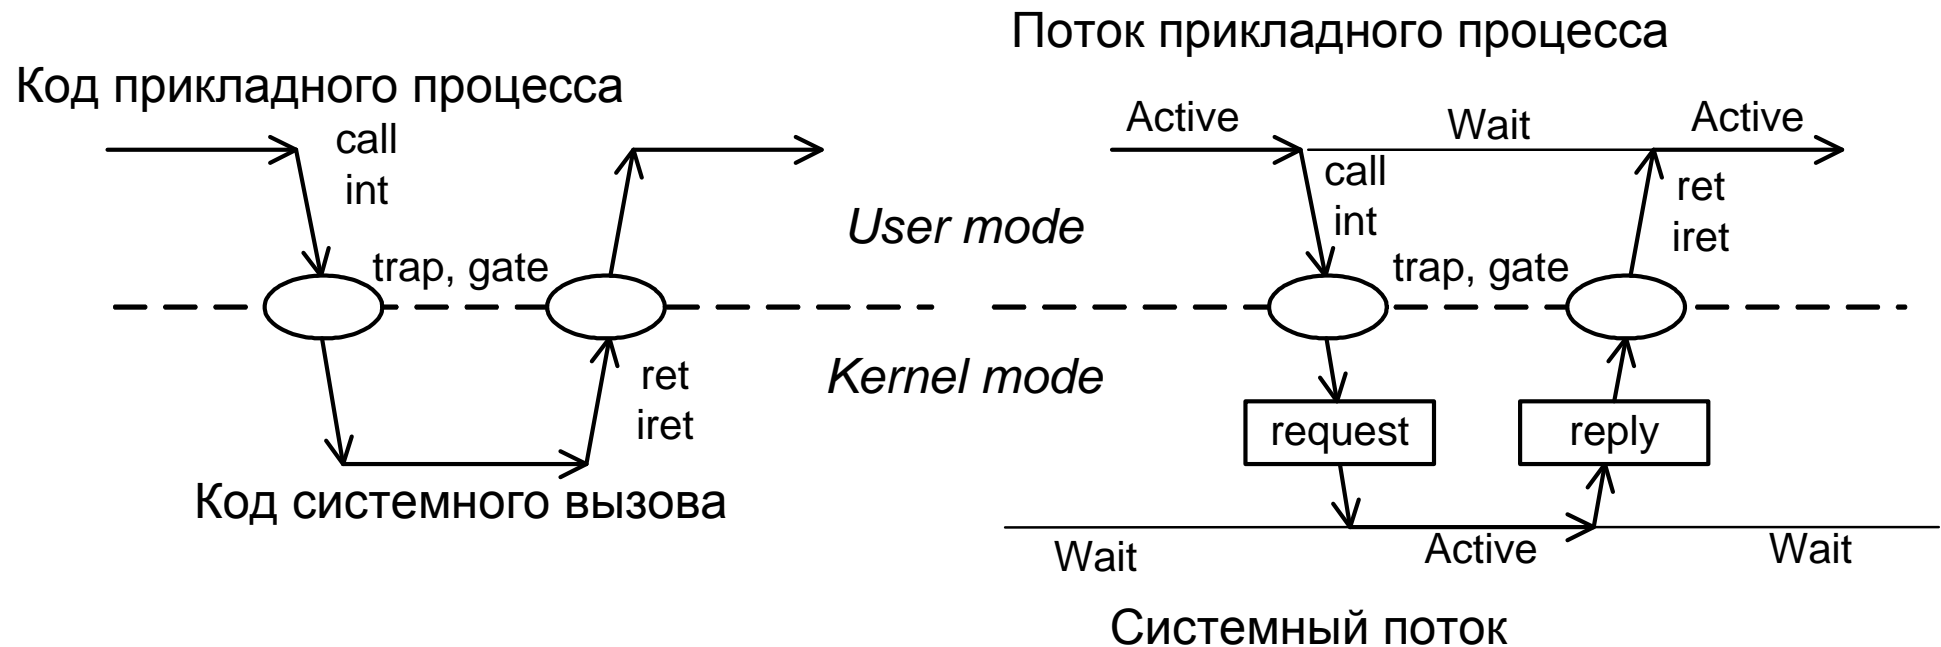 Код прикладного процесса
call
int
trap, gate
ret
iret
Код системного вызова
User mode
Kernel mode
Поток прикладного процесса
Active
Wait
Active
call
int
ret
iret
trap, gate
request
reply
Wait
Active
Wait
Системный поток